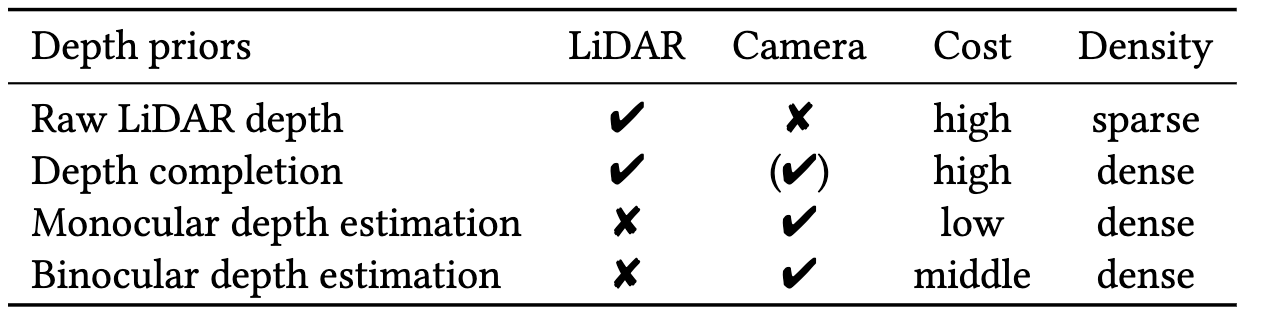 Depth priors LiDAR Camera Cost Density
Raw LiDAR depth ✔ ✘ high sparse
Depth completion ✔ (✔) high dense
Monocular depth estimation ✘ ✔ low dense
Binocular depth estimation ✘ ✔ middle dense